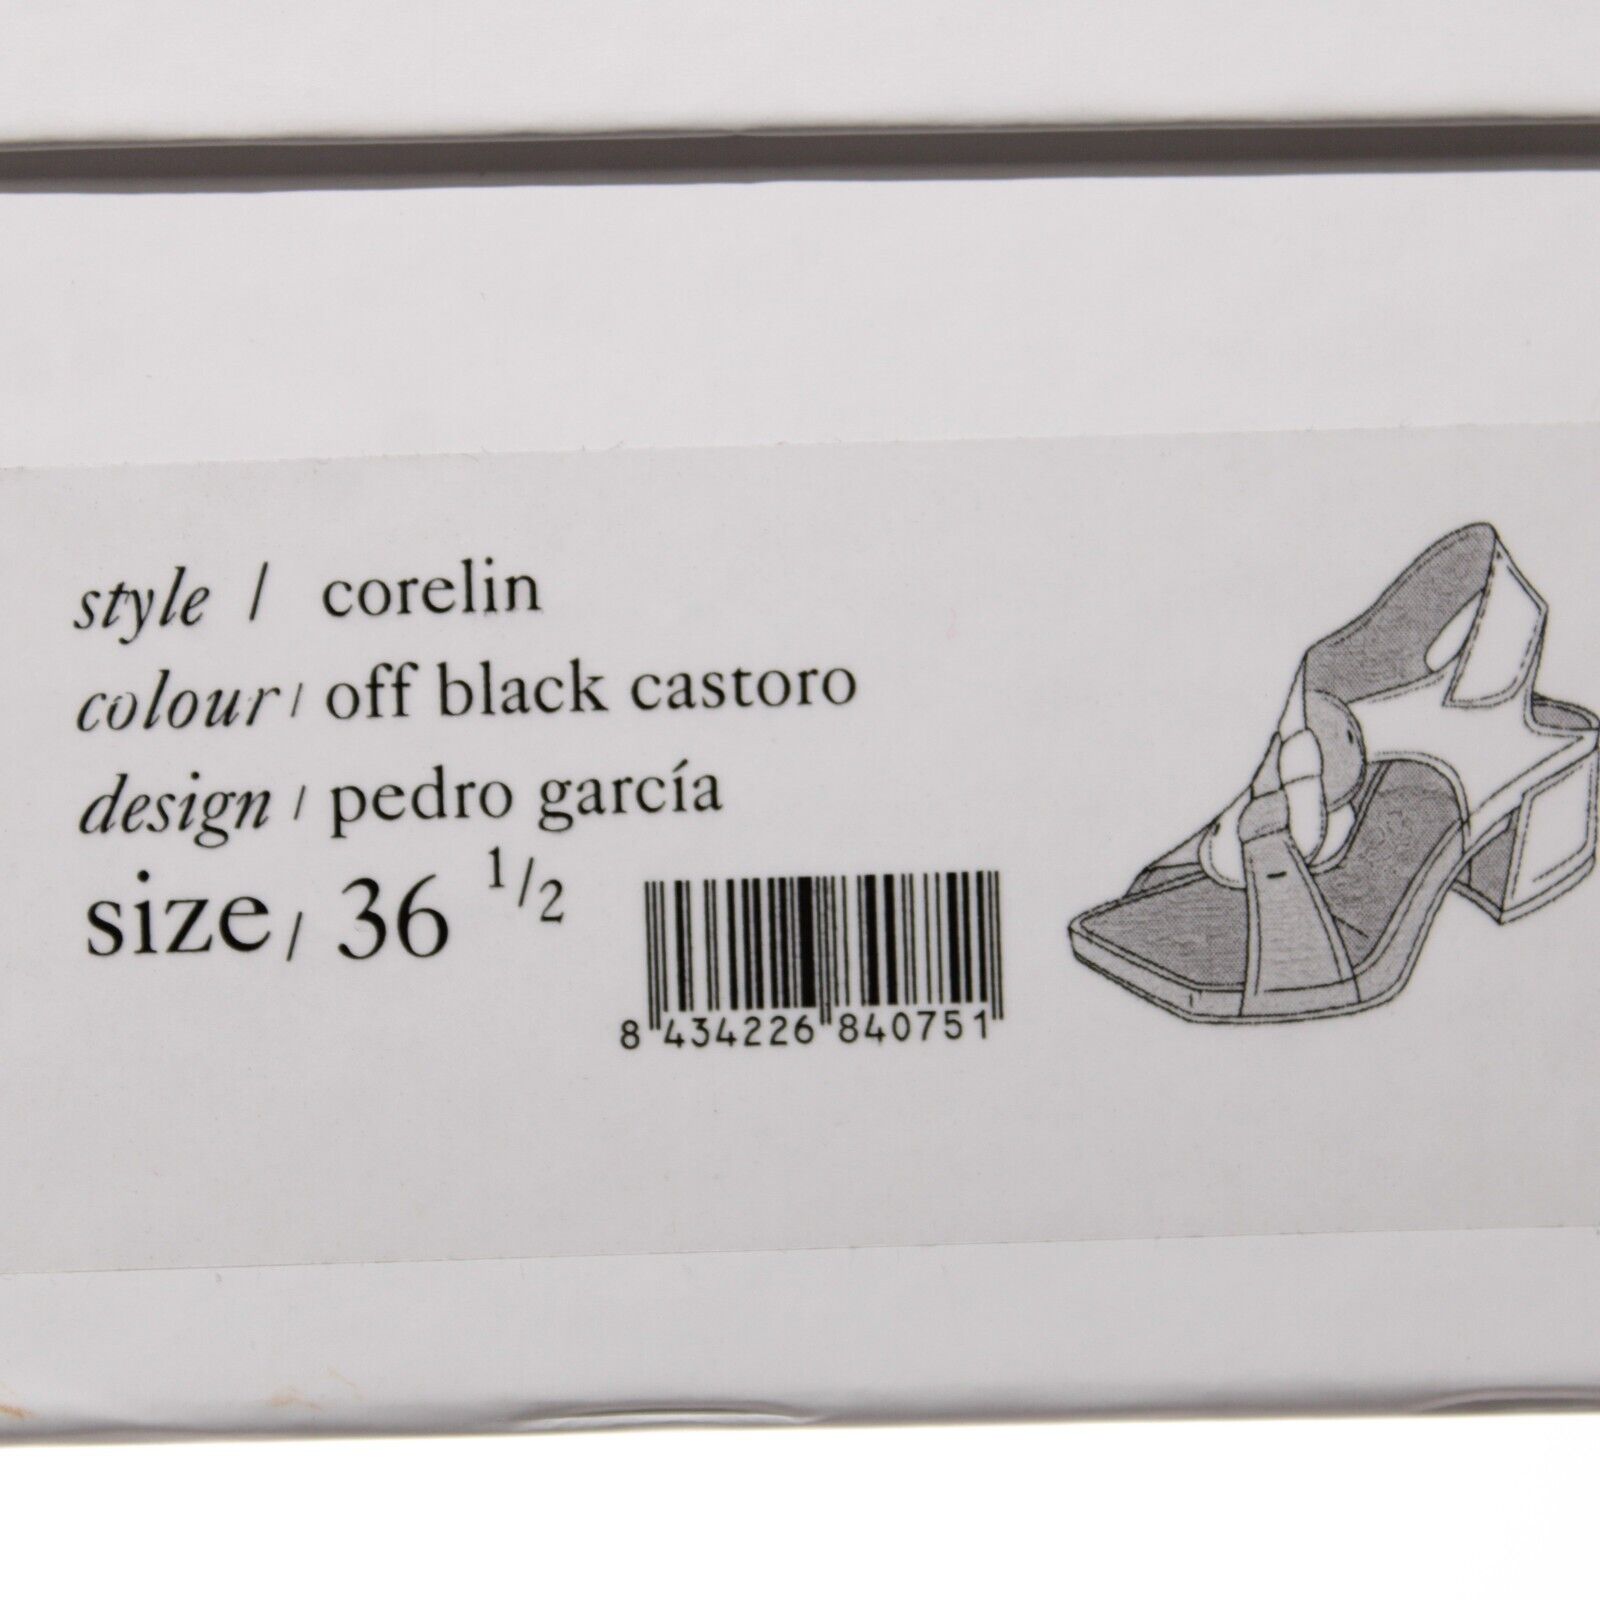 style / corelin
colour / off black castoro
design / pedro garcía
size / 36 1/2
8 434226 840751